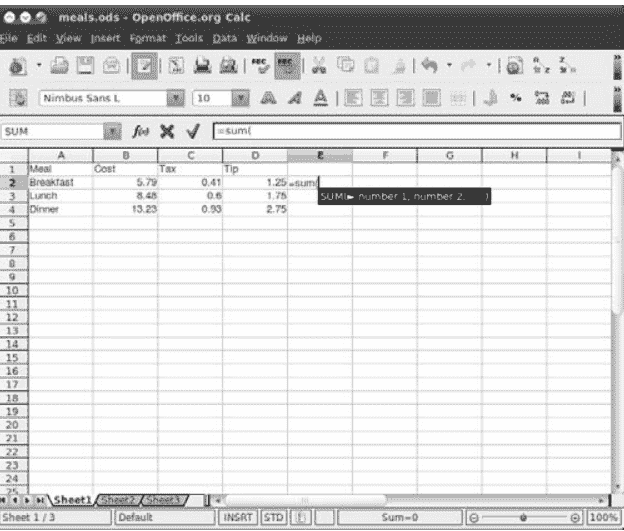 meals.ods - OpenOffice.org Calc
File Edit View Insert Format Tools Data Window Help
Nimbus Sans L 10
SUM =sum(
A B C D E F G H I
1 Meal Cost Tax Tip
2 Breakfast 5.79 0.41 1.25 =sum(
SUM(► number 1, number 2, )
3 Lunch 8.48 0.6 1.75
4 Dinner 13.23 0.93 2.75
5
6
7
8
9
10
11
12
13
14
15
16
17
18
19
20
21
22
23
24
25
Sheet1 Sheet2 Sheet3
Sheet 1 / 3 Default INSRT STD Sum=0 100%